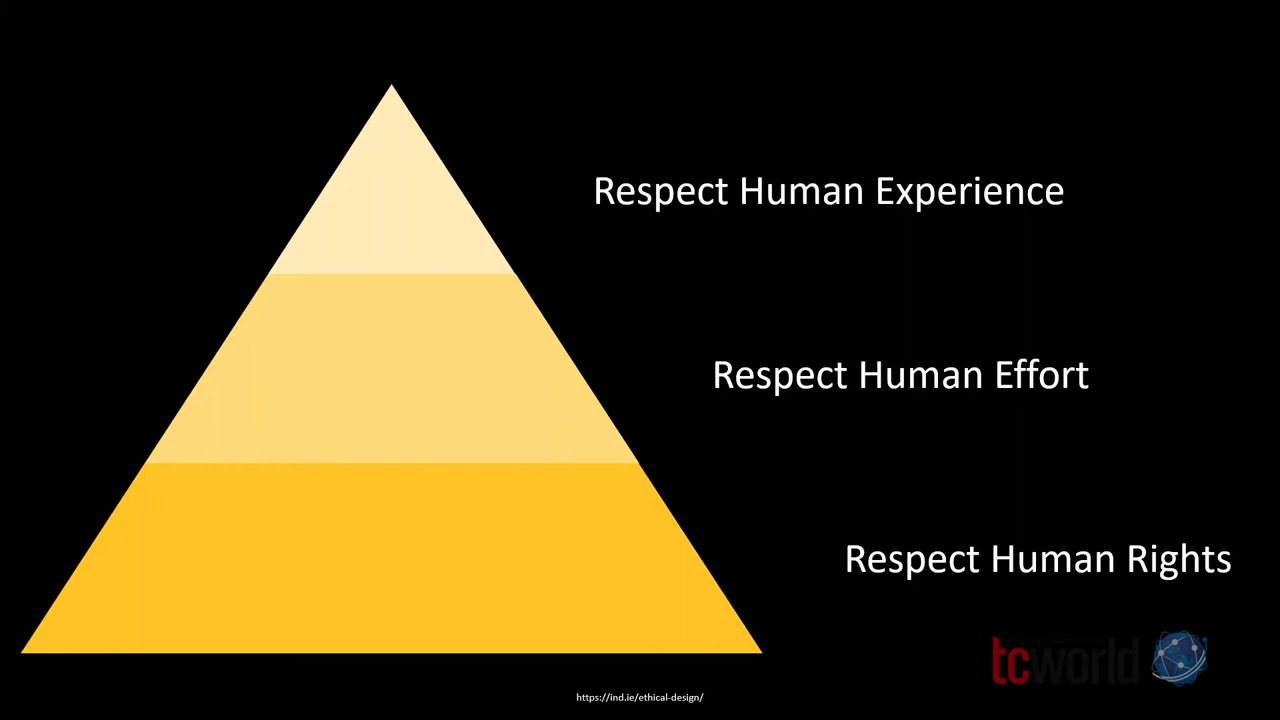 Respect Human Experience
Respect Human Effort
Respect Human Rights
tcworld
https://ind.ie/ethical-design/